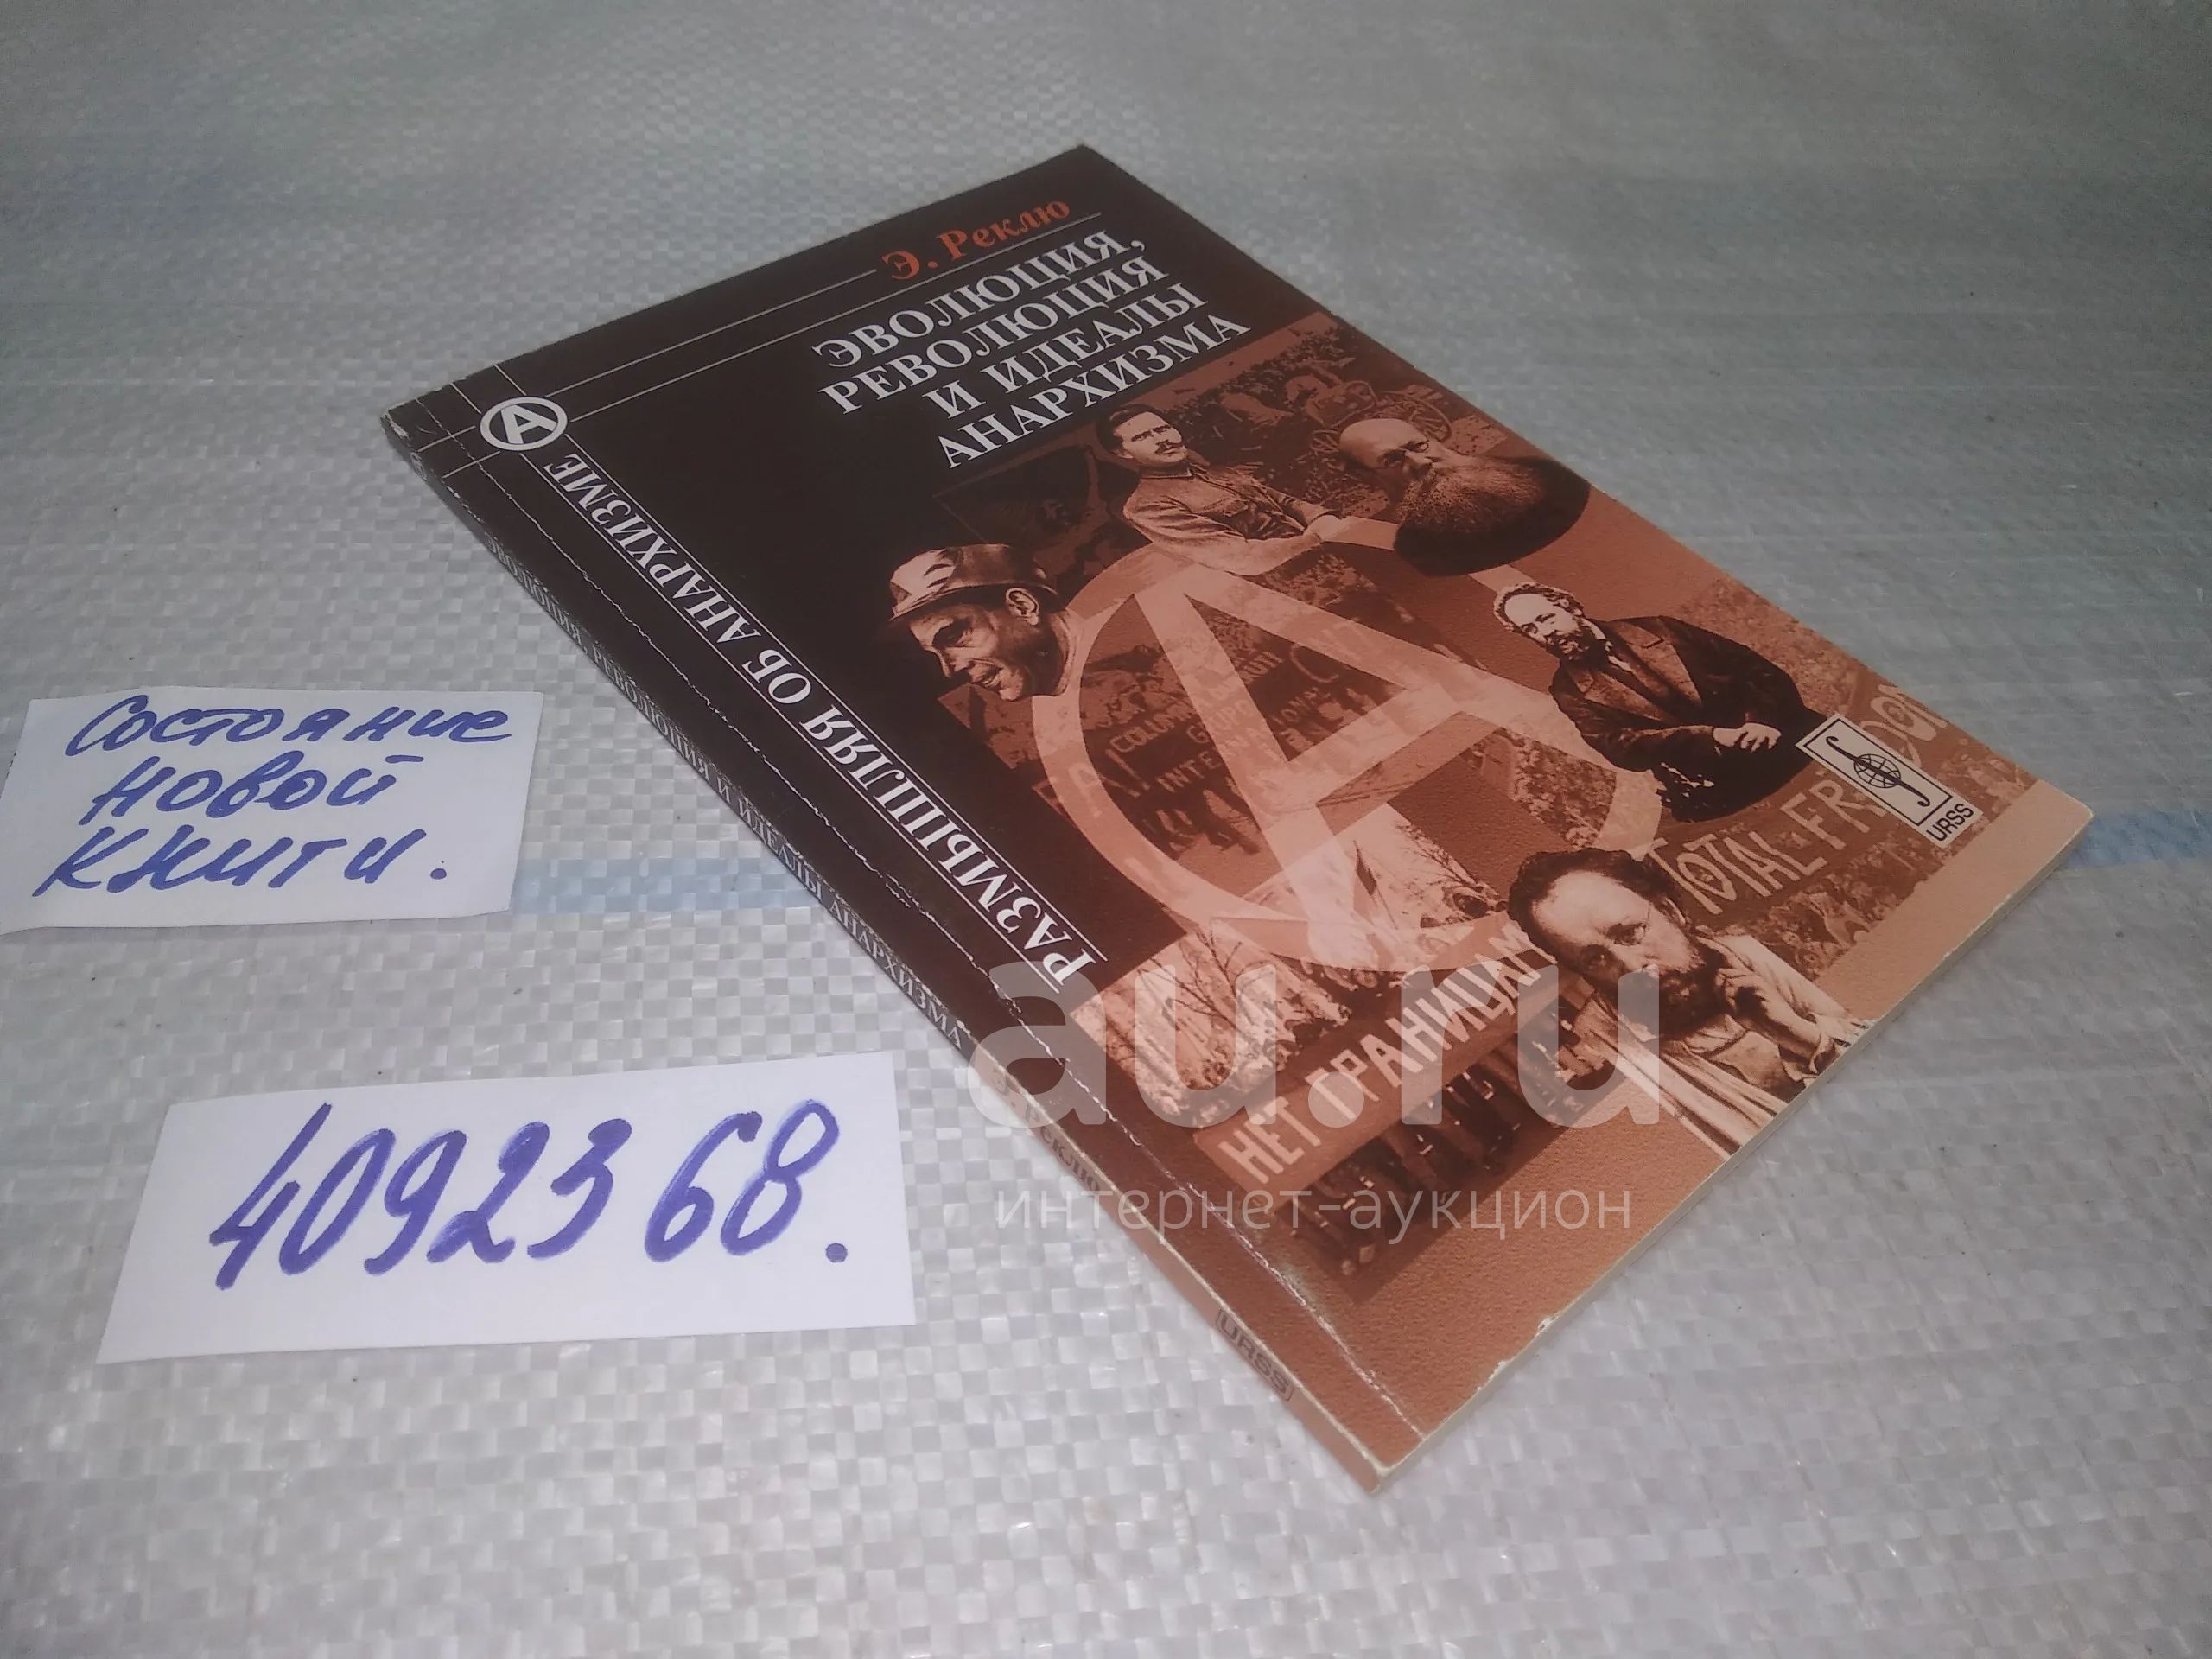 Э. Реклю
ЭВОЛЮЦИЯ,
РЕВОЛЮЦИЯ
И ИДЕАЛЫ
АНАРХИЗМА
A
РАЗМЫШЛЯЯ ОБ АНАРХИЗМЕ
ЭВОЛЮЦИЯ, РЕВОЛЮЦИЯ И ИДЕАЛЫ АНАРХИЗМА
URSS
URSS
TOTAL FR
НЕТ ГРАНИЦАМ
Состояние
новой
книги.
4092368.
au.ru
интернет-аукцион